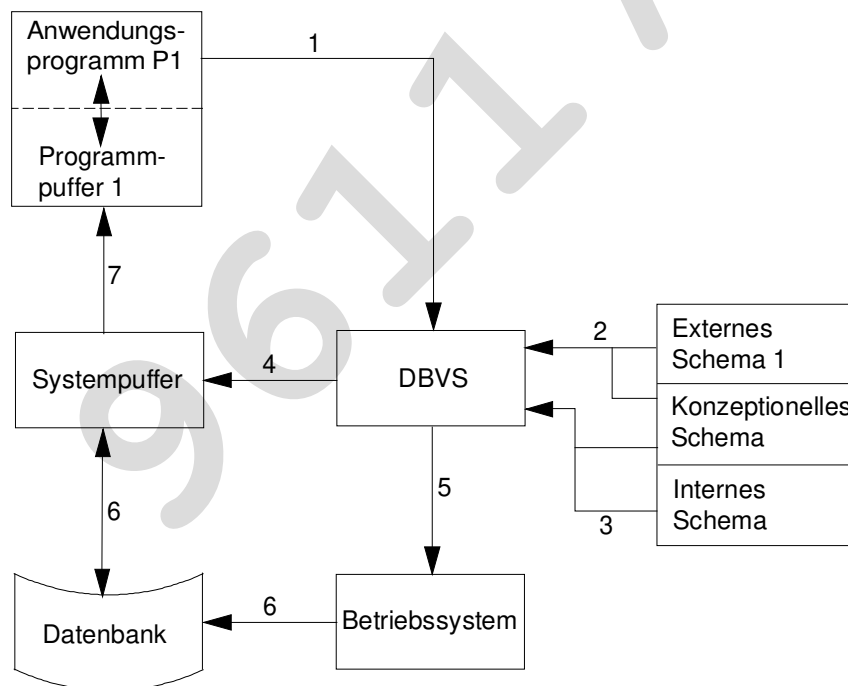 Anwendungs-
programm P1
1
Programm-
puffer 1
7
Externes
Schema 1
2
Systempuffer
4
DBVS
Konzeptionelles
Schema
5
Internes
Schema
3
6
6
Datenbank
Betriebssystem
9611